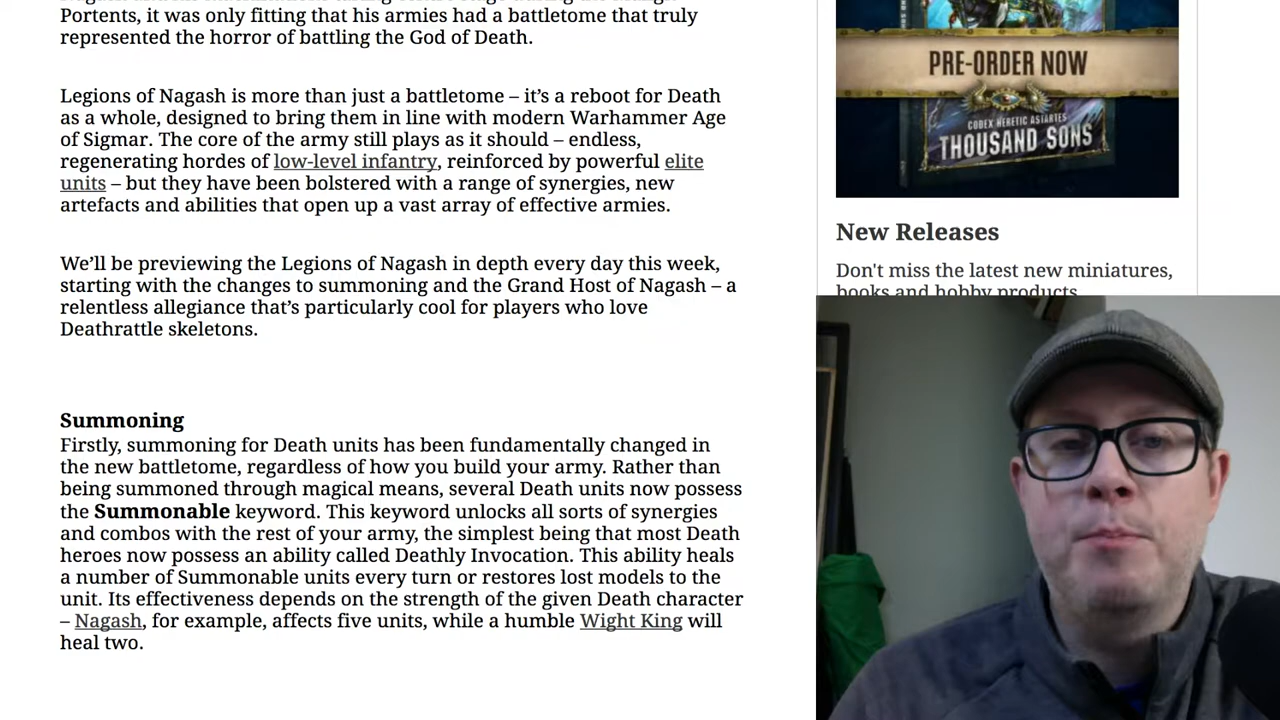 Portents, it was only fitting that his armies had a battletome that truly
represented the horror of battling the God of Death.
Legions of Nagash is more than just a battletome – it’s a reboot for Death
as a whole, designed to bring them in line with modern Warhammer Age
of Sigmar. The core of the army still plays as it should – endless,
regenerating hordes of low-level infantry, reinforced by powerful elite
units – but they have been bolstered with a range of synergies, new
artefacts and abilities that open up a vast array of effective armies.
We’ll be previewing the Legions of Nagash in depth every day this week,
starting with the changes to summoning and the Grand Host of Nagash – a
relentless allegiance that’s particularly cool for players who love
Deathrattle skeletons.
Summoning
Firstly, summoning for Death units has been fundamentally changed in
the new battletome, regardless of how you build your army. Rather than
being summoned through magical means, several Death units now possess
the Summonable keyword. This keyword unlocks all sorts of synergies
and combos with the rest of your army, the simplest being that most Death
heroes now possess an ability called Deathly Invocation. This ability heals
a number of Summonable units every turn or restores lost models to the
unit. Its effectiveness depends on the strength of the given Death character
– Nagash, for example, affects five units, while a humble Wight King will
heal two.
PRE-ORDER NOW
CODEX HERETIC ASTARTES
THOUSAND SONS
New Releases
Don't miss the latest new miniatures,
books and hobby products